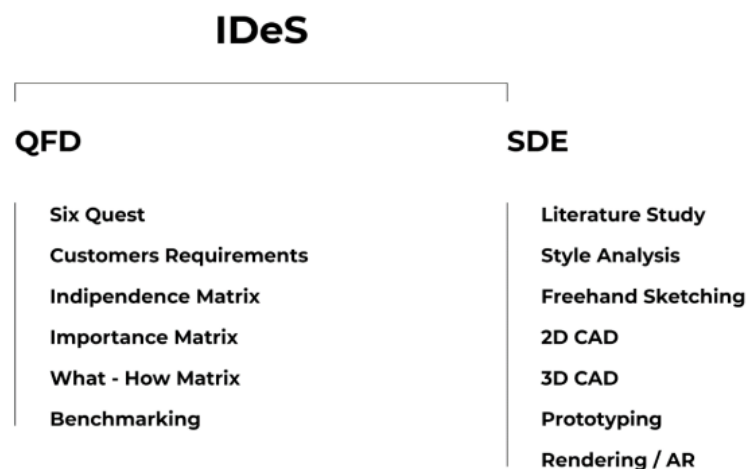 IDeS
QFD
Six Quest
Customers Requirements
Indipendence Matrix
Importance Matrix
What - How Matrix
Benchmarking
SDE
Literature Study
Style Analysis
Freehand Sketching
2D CAD
3D CAD
Prototyping
Rendering / AR